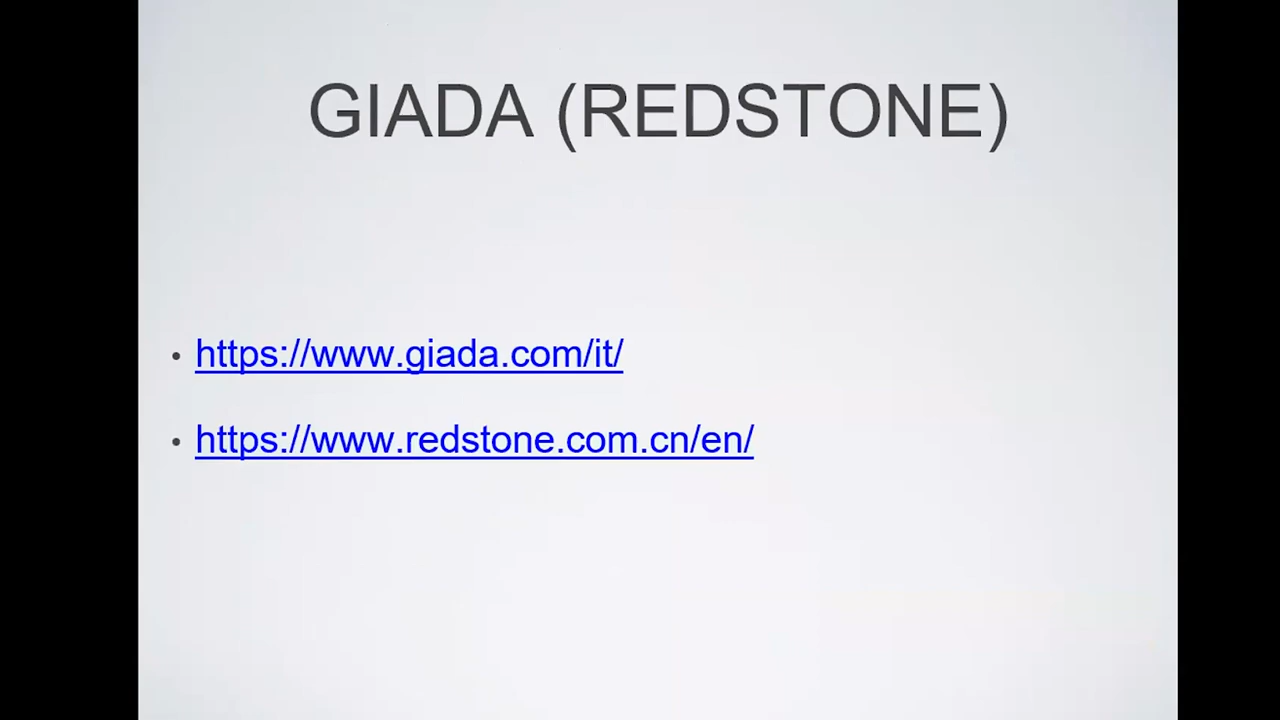 GIADA (REDSTONE)
• https://www.giada.com/it/
• https://www.redstone.com.cn/en/